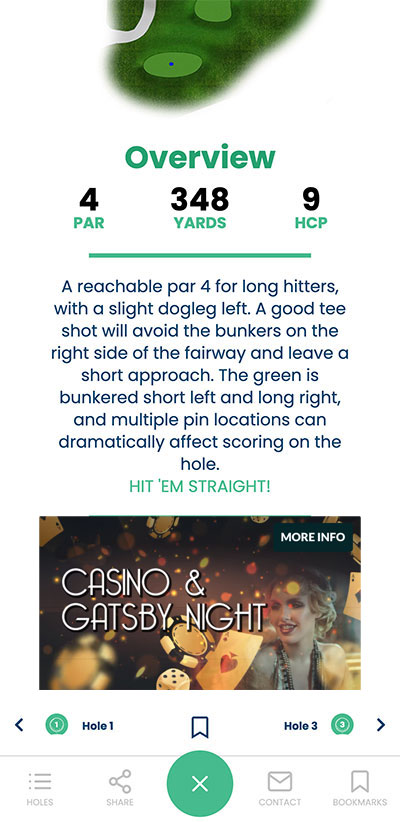 Overview
4 348 9
PAR YARDS HCP
A reachable par 4 for long hitters,
with a slight dogleg left. A good tee
shot will avoid the bunkers on the
right side of the fairway and leave a
short approach. The green is
bunkered short left and long right,
and multiple pin locations can
dramatically affect scoring on the
hole.
HIT 'EM STRAIGHT!
MORE INFO
CASINO &
GATSBY NIGHT
1 Hole 1 Hole 3 3
HOLES SHARE CONTACT BOOKMARKS